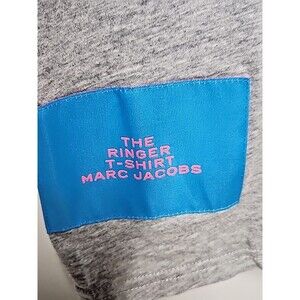 THE
RINGER
T-SHIRT
MARC JACOBS